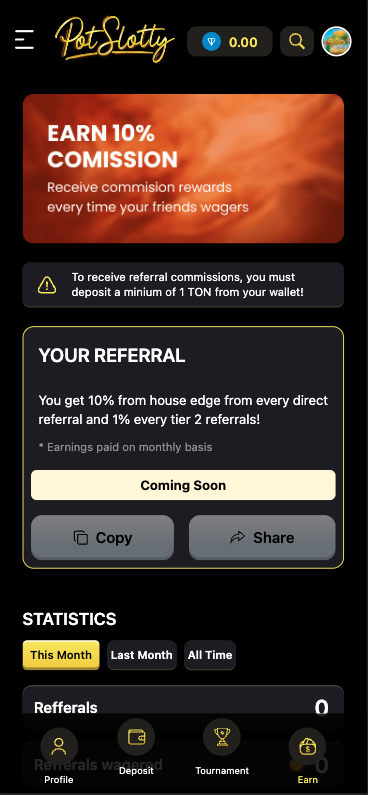 PotSlotty
0.00
EARN 10%
COMISSION
Receive commision rewards
every time your friends wagers
To receive referral commissions, you must
deposit a minium of 1 TON from your wallet!
YOUR REFERRAL
You get 10% from house edge from every direct
referral and 1% every tier 2 referrals!
* Earnings paid on monthly basis
Coming Soon
Copy
Share
STATISTICS
This Month
Last Month
All Time
Refferals
0
Referrals wagered
0
Profile
Deposit
Tournament
Earn